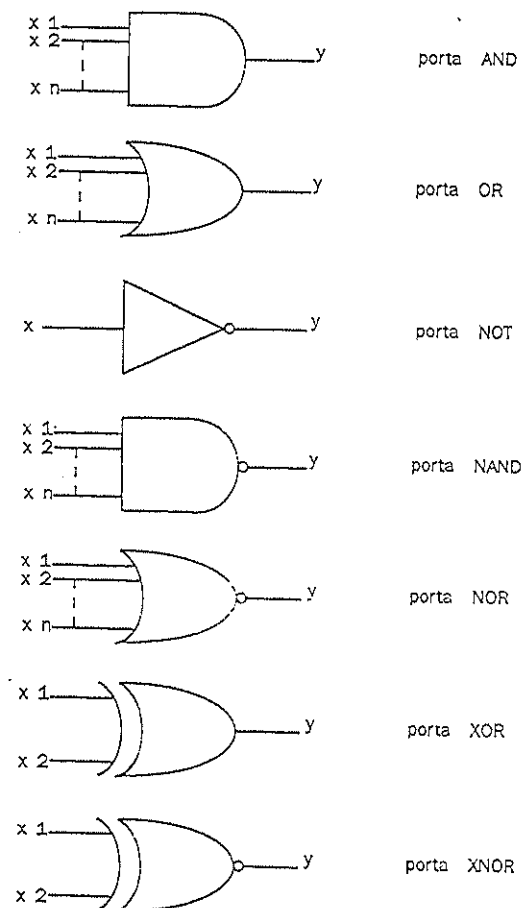 x 1
x 2
x n
y
porta AND
x 1
x 2
x n
y
porta OR
x
y
porta NOT
x 1
x 2
x n
y
porta NAND
x 1
x 2
x n
y
porta NOR
x 1
x 2
y
porta XOR
x 1
x 2
y
porta XNOR